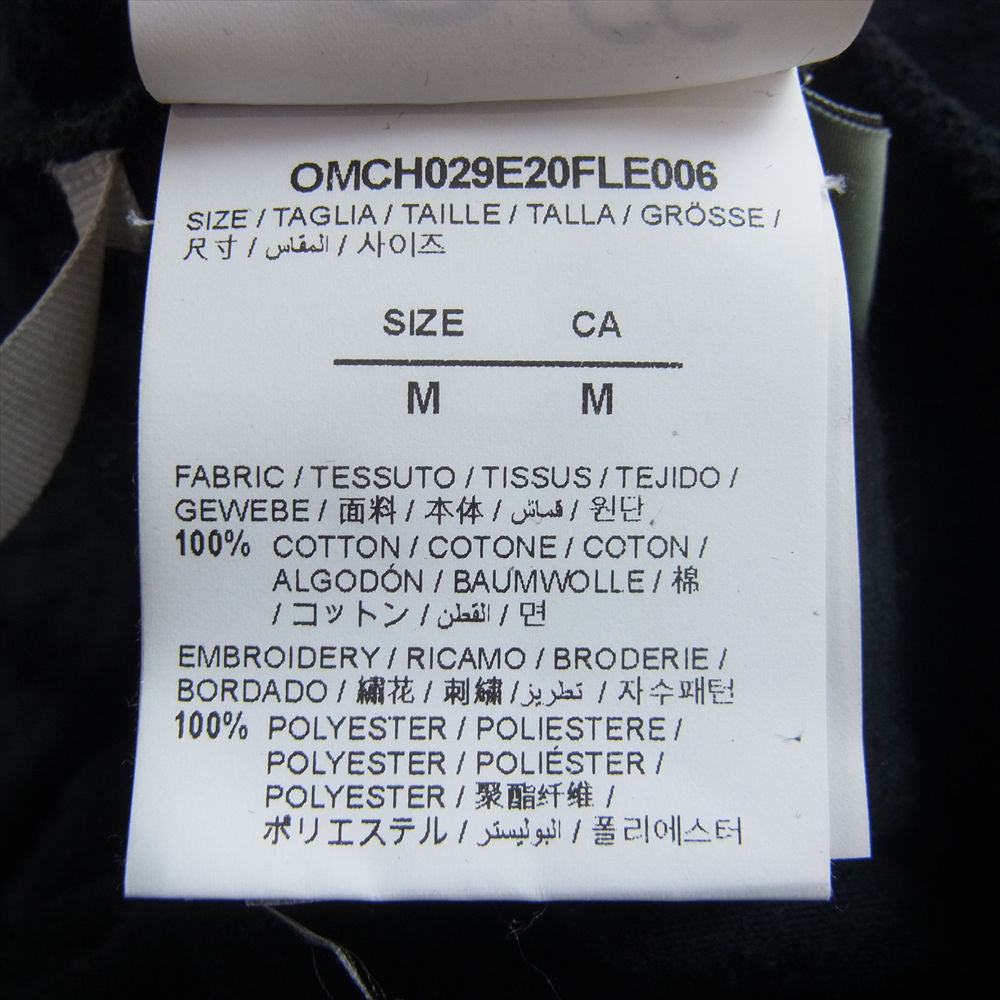 OMCH029E20FLE006
SIZE / TAGLIA / TAILLE / TALLA / GRÖSSE /
尺寸 / المقاس / 사이즈
SIZE CA
M M
FABRIC / TESSUTO / TISSUS / TEJIDO /
GEWEBE / 面料 / 本体 / قماش / 원단
100% COTTON / COTONE / COTON /
ALGODÓN / BAUMWOLLE / 棉
/ コットン / القطن / 면
EMBROIDERY / RICAMO / BRODERIE /
BORDADO / 繡花 / 刺繍 / تطريز / 자수패턴
100% POLYESTER / POLIESTERE /
POLYESTER / POLIÉSTER /
POLYESTER / 聚酯纤维 /
ポリエステル / البوليستر / 폴리에스터